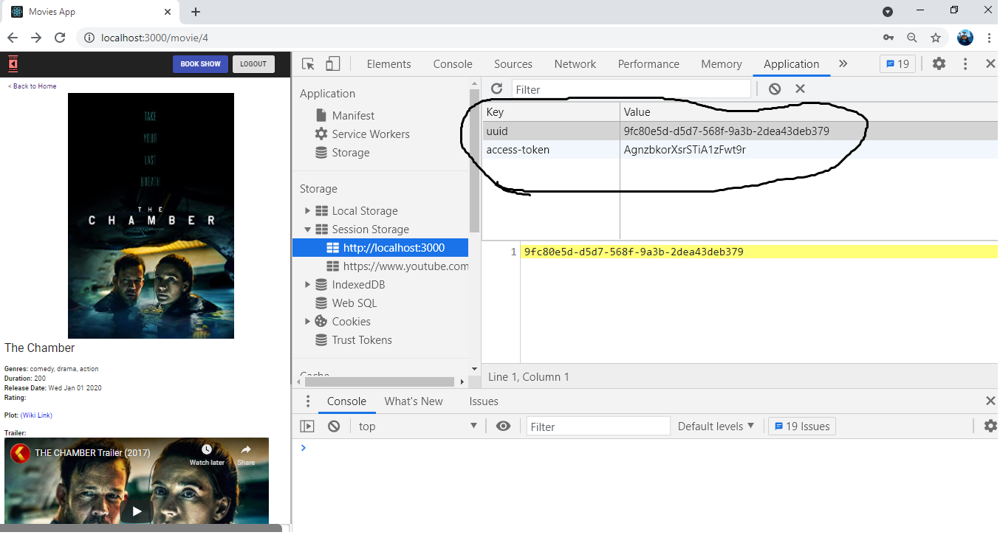 Movies App
localhost:3000/movie/4
BOOK SHOW
LOGOUT
< Back to Home
TAKE
YOUR
LAST
BREATH
THE
CHAMBER
The Chamber
Genres: comedy, drama, action
Duration: 200
Release Date: Wed Jan 01 2020
Rating:
Plot: (Wiki Link)
Trailer:
THE CHAMBER Trailer (2017)
Watch later
Share
Elements
Console
Sources
Network
Performance
Memory
Application
19
Application
Manifest
Service Workers
Storage
Storage
Local Storage
Session Storage
http://localhost:3000
https://www.youtube.com
IndexedDB
Web SQL
Cookies
Trust Tokens
Cache
Filter
Key Value
uuid 9fc80e5d-d5d7-568f-9a3b-2dea43deb379
access-token AgnzbkorXsrSTiA1zFwt9r
1 9fc80e5d-d5d7-568f-9a3b-2dea43deb379
Line 1, Column 1
Console
What's New
Issues
top
Filter
Default levels
19 Issues